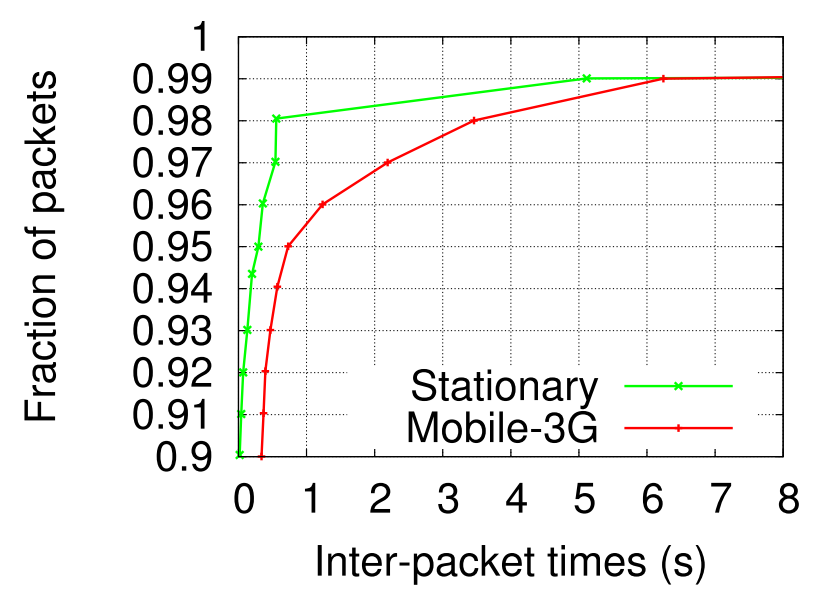 Fraction of packets
1
0.99
0.98
0.97
0.96
0.95
0.94
0.93
0.92
0.91
0.9
Stationary
Mobile-3G
0 1 2 3 4 5 6 7 8
Inter-packet times (s)